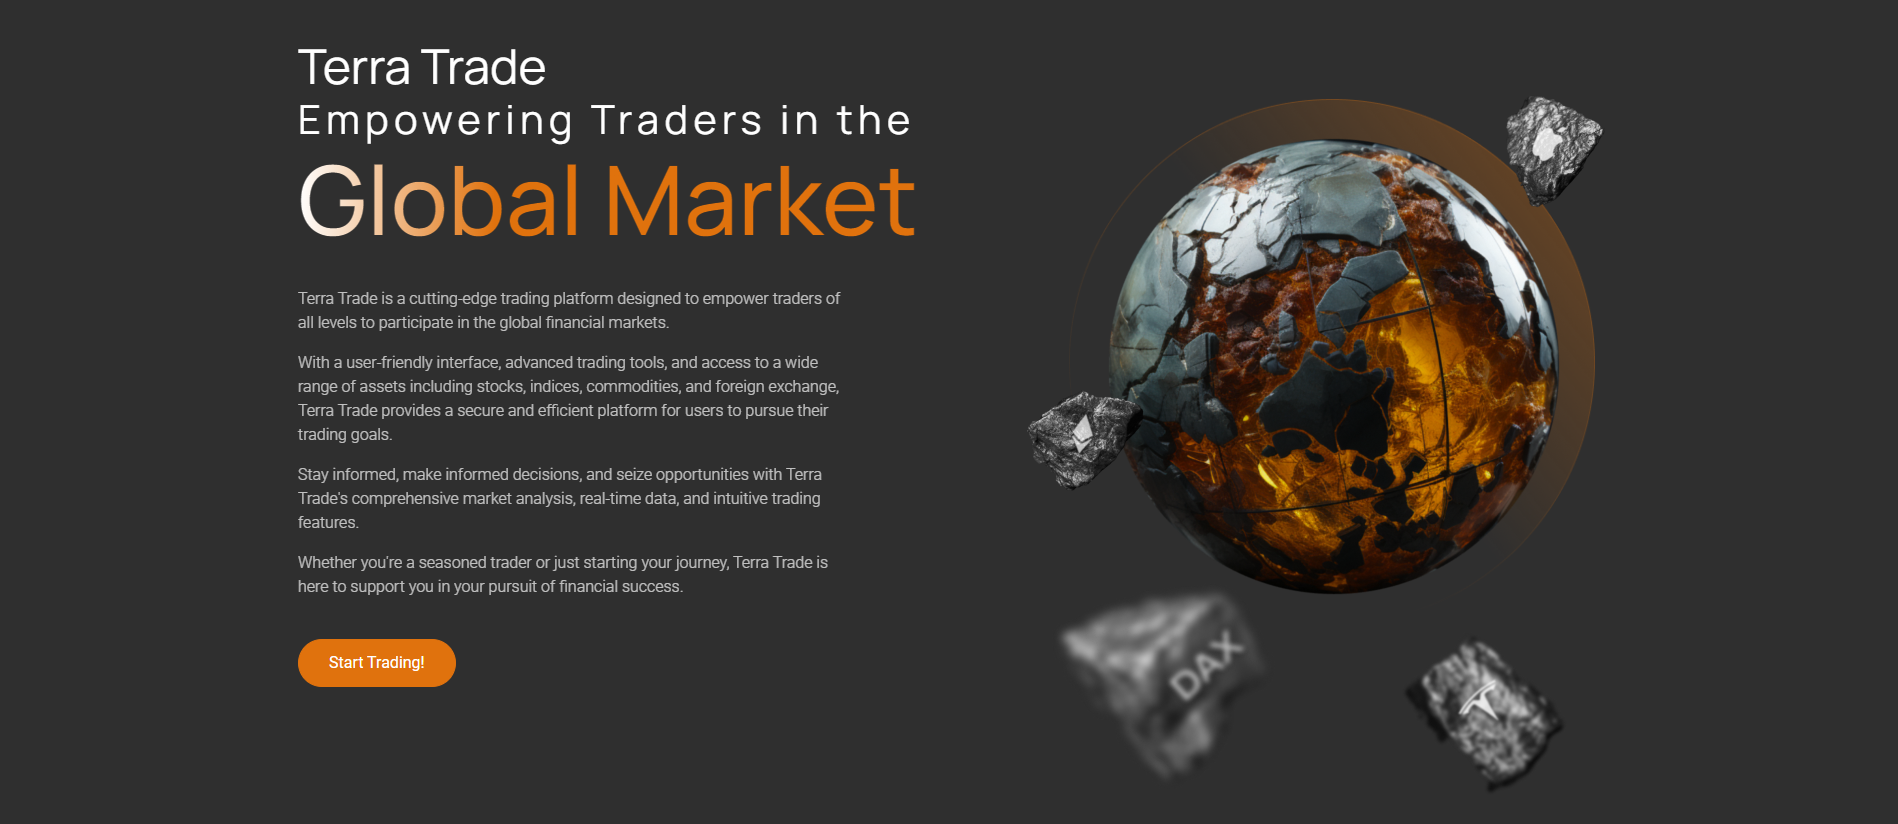 Terra Trade
Empowering Traders in the
Global Market
Terra Trade is a cutting-edge trading platform designed to empower traders of
all levels to participate in the global financial markets.
With a user-friendly interface, advanced trading tools, and access to a wide
range of assets including stocks, indices, commodities, and foreign exchange,
Terra Trade provides a secure and efficient platform for users to pursue their
trading goals.
Stay informed, make informed decisions, and seize opportunities with Terra
Trade's comprehensive market analysis, real-time data, and intuitive trading
features.
Whether you're a seasoned trader or just starting your journey, Terra Trade is
here to support you in your pursuit of financial success.
Start Trading!
DAX